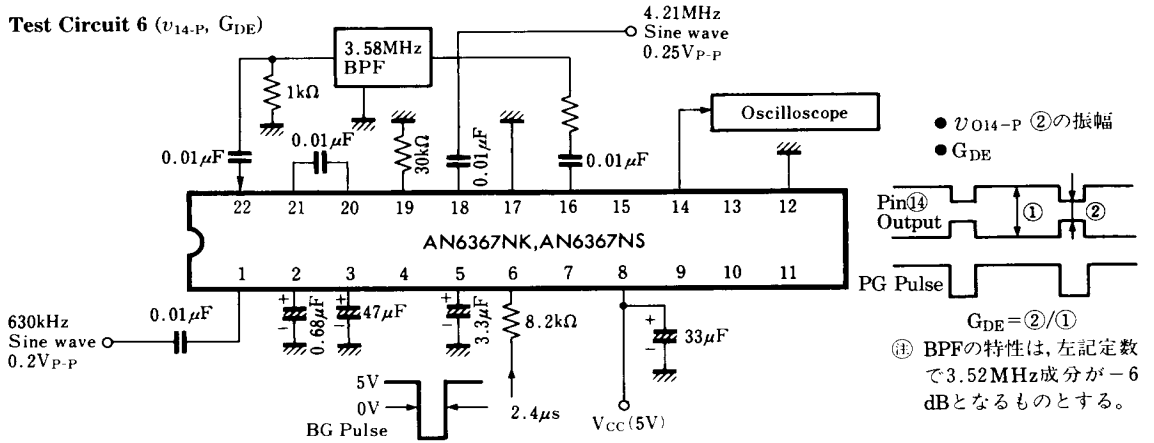 Test Circuit 6 (v14-P, GDE)
4.21MHz
Sine wave
0.25VP-P
3.58MHz
BPF
1kΩ
Oscilloscope
0.01μF
0.01μF
30kΩ
0.01μF
0.01μF
● vO14-P ②の振幅
● GDE
22 21 20 19 18 17 16 15 14 13 12
AN6367NK, AN6367NS
1 2 3 4 5 6 7 8 9 10 11
Pin⑭
Output
①
②
PG Pulse
GDE=②/①
630kHz
Sine wave
0.2VP-P
0.01μF
+
-
0.68μF
+
-
47μF
+
-
3.3μF
8.2kΩ
+
-
33μF
5V
0V
2.4μs
BG Pulse
VCC(5V)
㊟ BPFの特性は,左記定数
で3.52MHz成分が−6
dBとなるものとする。